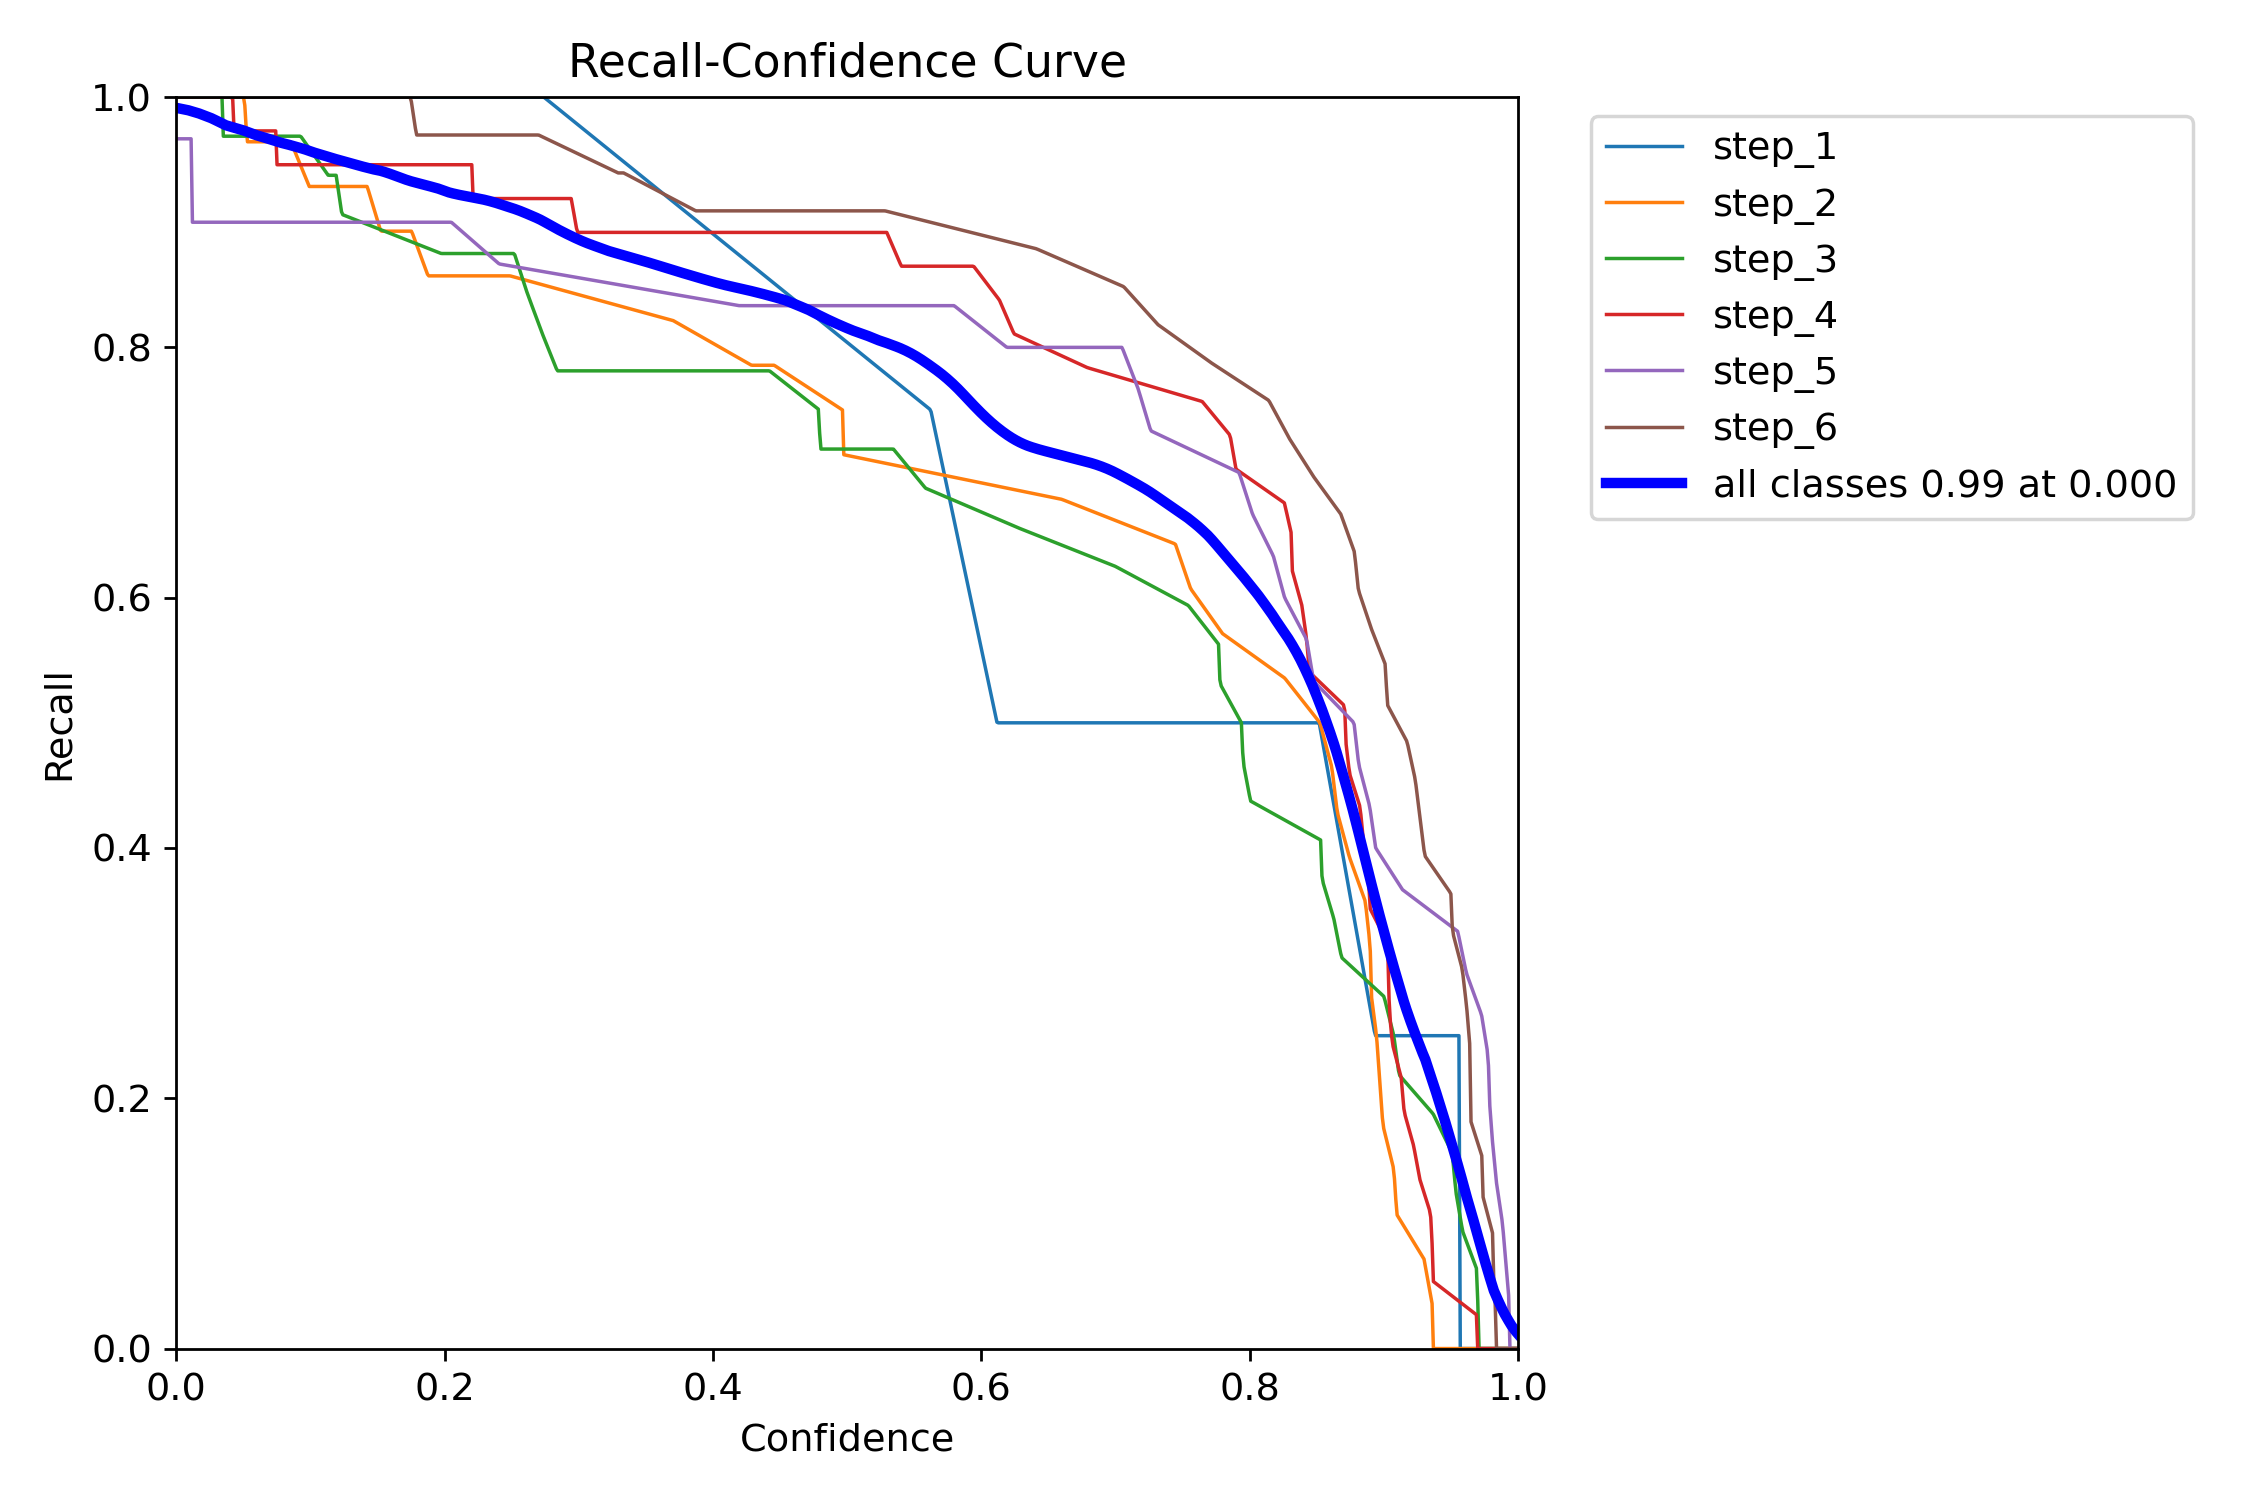 Recall-Confidence Curve
1.0
0.8
0.6
0.4
0.2
0.0
Recall
0.0 0.2 0.4 0.6 0.8 1.0
Confidence
step_1
step_2
step_3
step_4
step_5
step_6
all classes 0.99 at 0.000